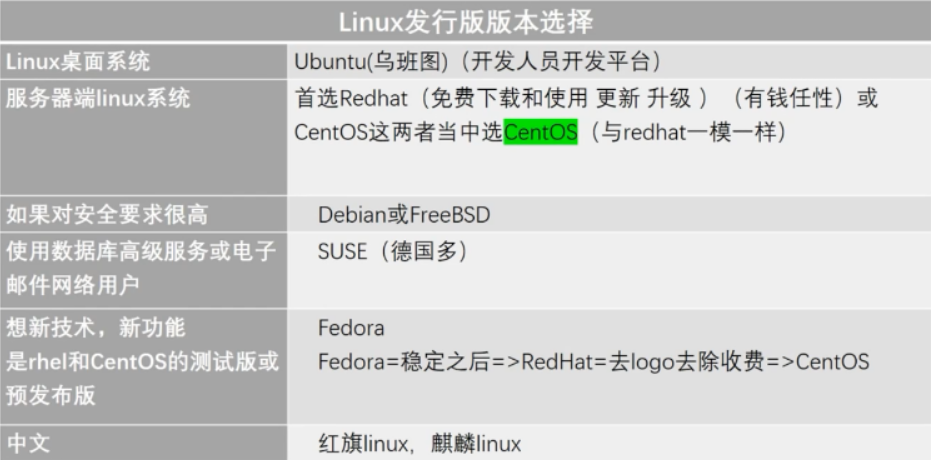 Linux发行版版本选择
Linux桌面系统
Ubuntu(乌班图)（开发人员开发平台）
服务器端linux系统
首选Redhat（免费下载和使用 更新 升级 ）（有钱任性）或
CentOS这两者当中选CentOS（与redhat一模一样）
如果对安全要求很高
Debian或FreeBSD
使用数据库高级服务或电子
邮件网络用户
SUSE（德国多）
想新技术，新功能
是rhel和CentOS的测试版或
预发布版
Fedora
Fedora=稳定之后=>RedHat=去logo去除收费=>CentOS
中文
红旗linux，麒麟linux